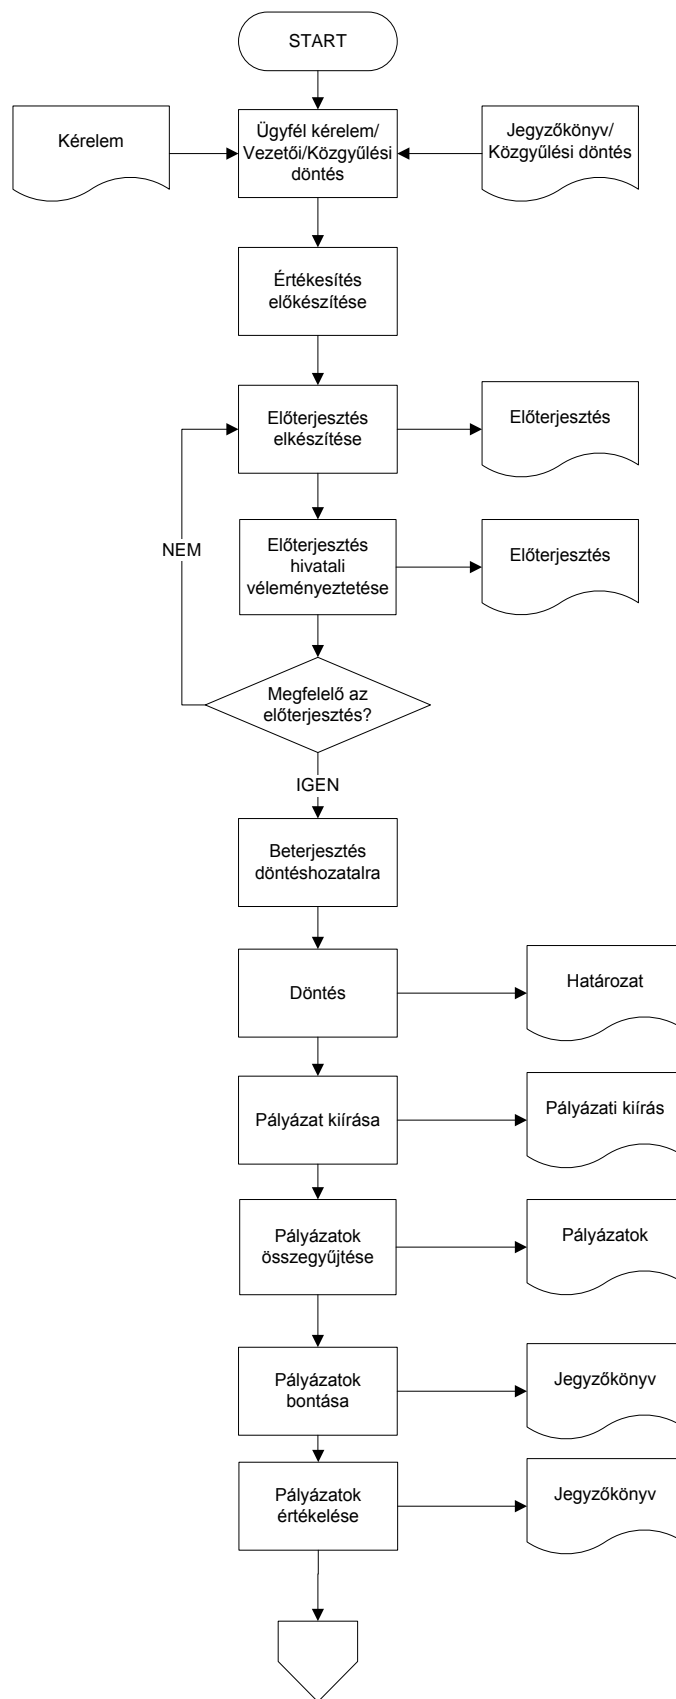 START
Kérelem
Ügyfél kérelem/
Vezetői/Közgyűlési
döntés
Jegyzőkönyv/
Közgyűlési döntés
Értékesítés
előkészítése
Előterjesztés
elkészítése
Előterjesztés
NEM
Előterjesztés
hivatali
véleményeztetése
Előterjesztés
Megfelelő az
előterjesztés?
IGEN
Beterjesztés
döntéshozatalra
Döntés
Határozat
Pályázat kiírása
Pályázati kiírás
Pályázatok
összegyűjtése
Pályázatok
Pályázatok
bontása
Jegyzőkönyv
Pályázatok
értékelése
Jegyzőkönyv